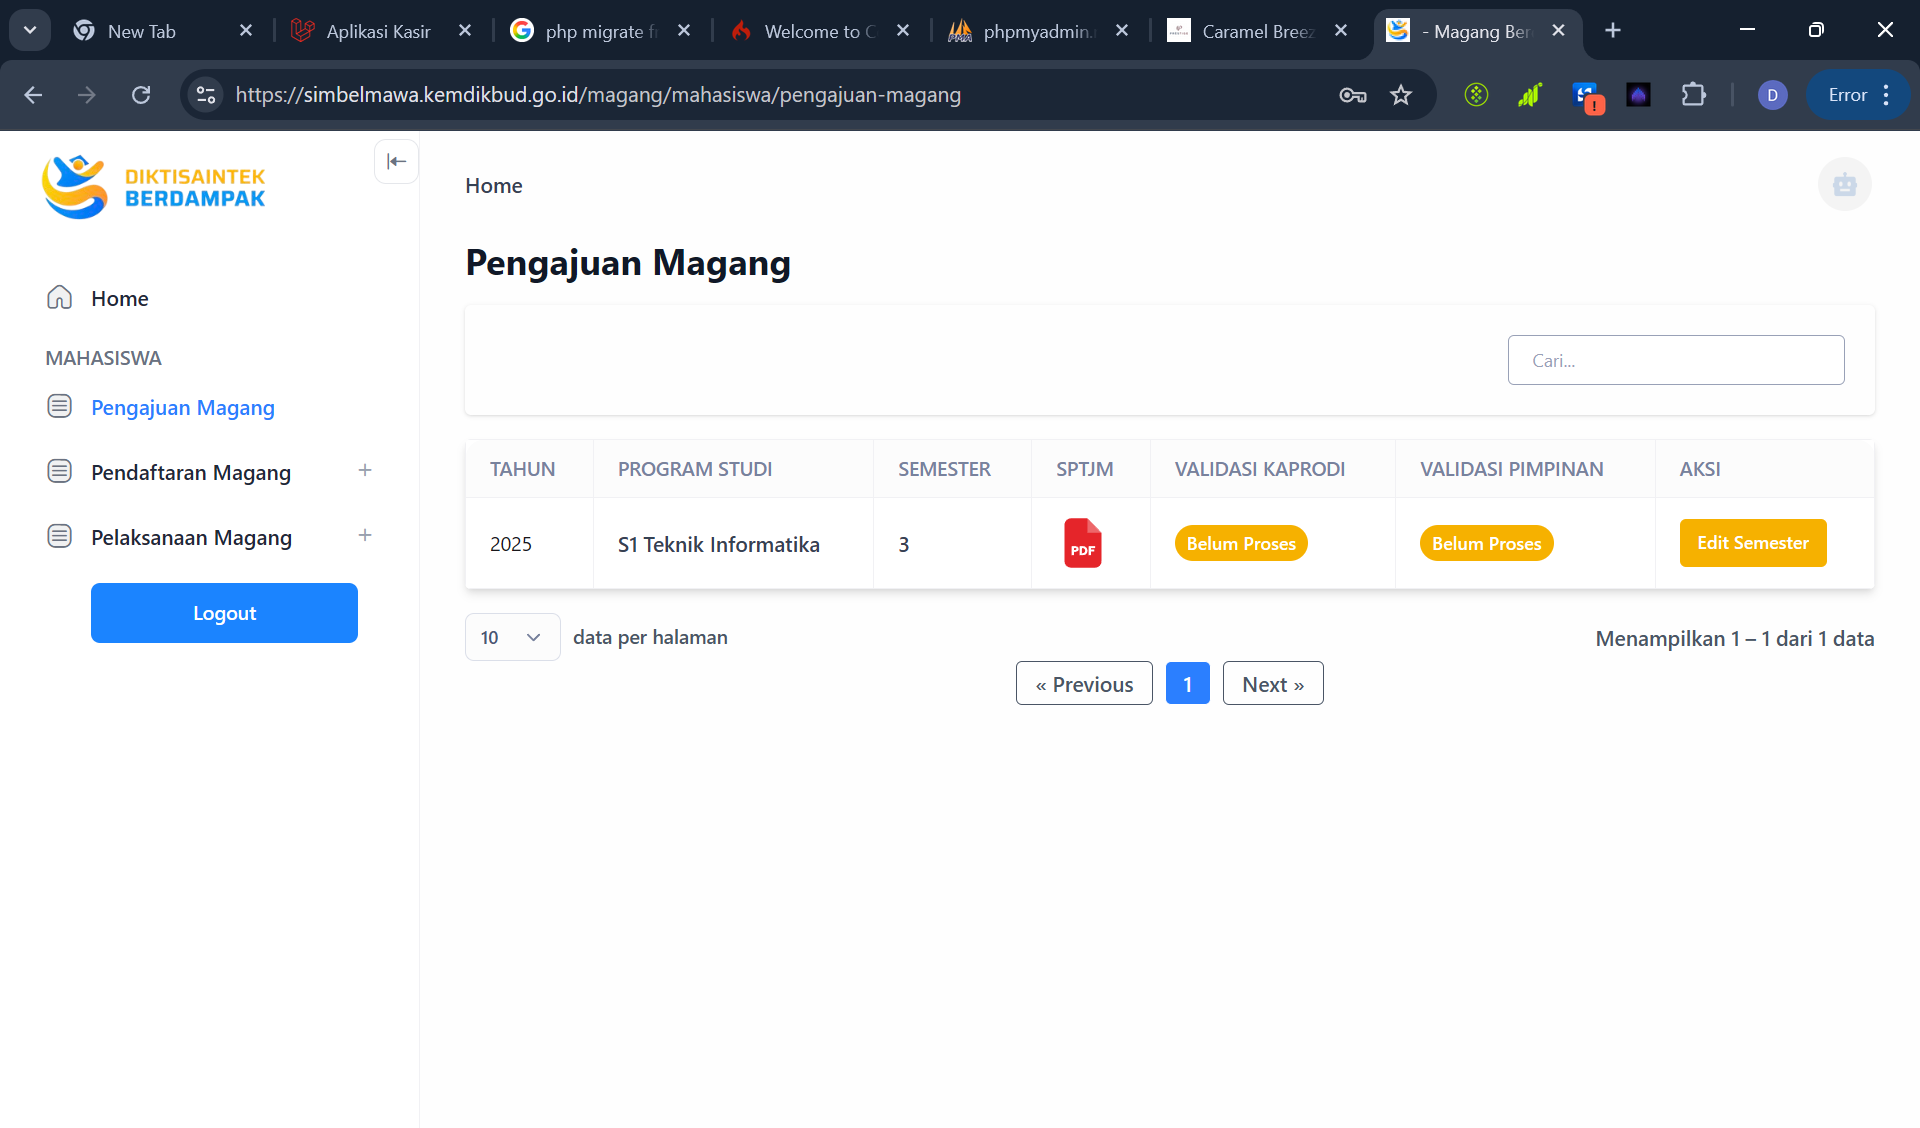 New Tab
Aplikasi Kasir
php migrate f
Welcome to C
phpmyadmin.
Caramel Breez
- Magang Ber
https://simbelmawa.kemdikbud.go.id/magang/mahasiswa/pengajuan-magang
D
Error
DIKTISAINTEK
BERDAMPAK
Home
MAHASISWA
Pengajuan Magang
Pendaftaran Magang +
Pelaksanaan Magang +
Logout
Home
Pengajuan Magang
Cari...
TAHUN PROGRAM STUDI SEMESTER SPTJM VALIDASI KAPRODI VALIDASI PIMPINAN AKSI
2025 S1 Teknik Informatika 3 PDF Belum Proses Belum Proses Edit Semester
10 data per halaman
Menampilkan 1 – 1 dari 1 data
« Previous 1 Next »